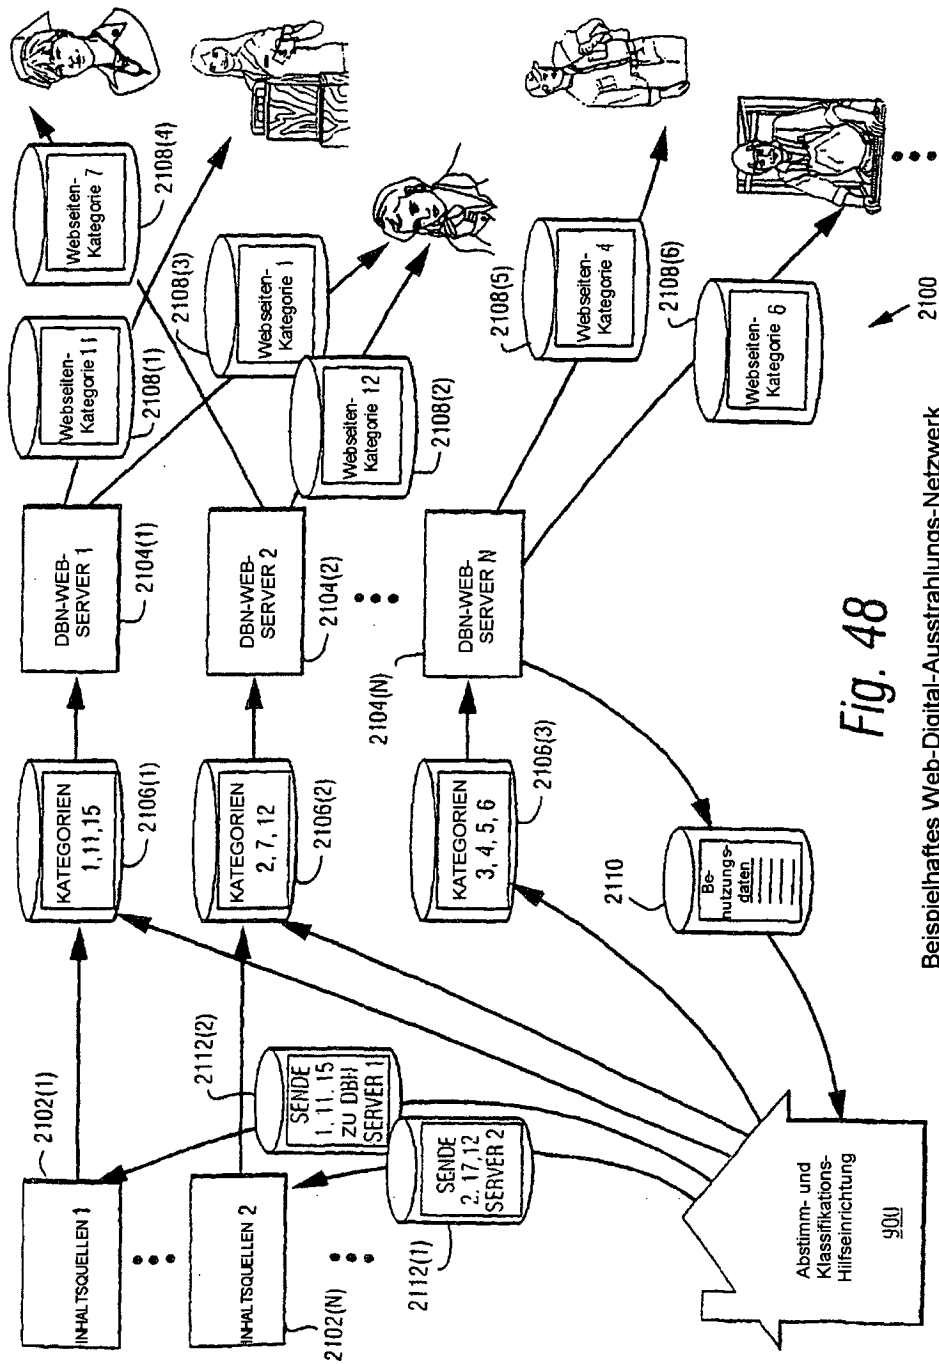 INHALTSQUELLEN 1
2102(1)
INHALTSQUELLEN 2
2102(N)
2112(2)
SENDE
1, 11, 15
ZU DBH
SERVER 1
SENDE
2. 17, 12
SERVER 2
2112(1)
Abstimm- und
Klassifikations-
Hilfseinrichtung
900
KATEGORIEN
1, 11, 15
2106(1)
KATEGORIEN
2, 7, 12
2106(2)
KATEGORIEN
3, 4, 5, 6
2106(3)
2110
Be-
nutzungs-
daten
DBN-WEB-
SERVER 1
2104(1)
DBN-WEB-
SERVER 2
2104(2)
DBN-WEB-
SERVER N
2104(N)
Webseiten-
Kategorie 11
2108(1)
Webseiten-
Kategorie 7
2108(4)
Webseiten-
Kategorie 1
2108(3)
Webseiten-
Kategorie 12
2108(2)
Webseiten-
Kategorie 4
2108(5)
Webseiten-
Kategorie 6
2108(6)
2100
Fig. 48
Beispielhaftes Web-Digital-Ausstrahlungs-Netzwerk